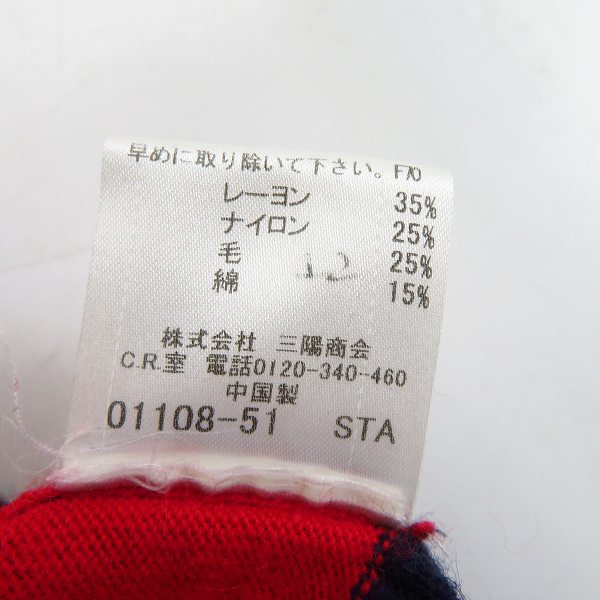 早めに取り除いて下さい。F70
レーヨン 35%
ナイロン 25%
毛 25%
綿 15%
12
株式会社 三陽商会
C.R.室 電話0120-340-460
中国製
01108-51 STA